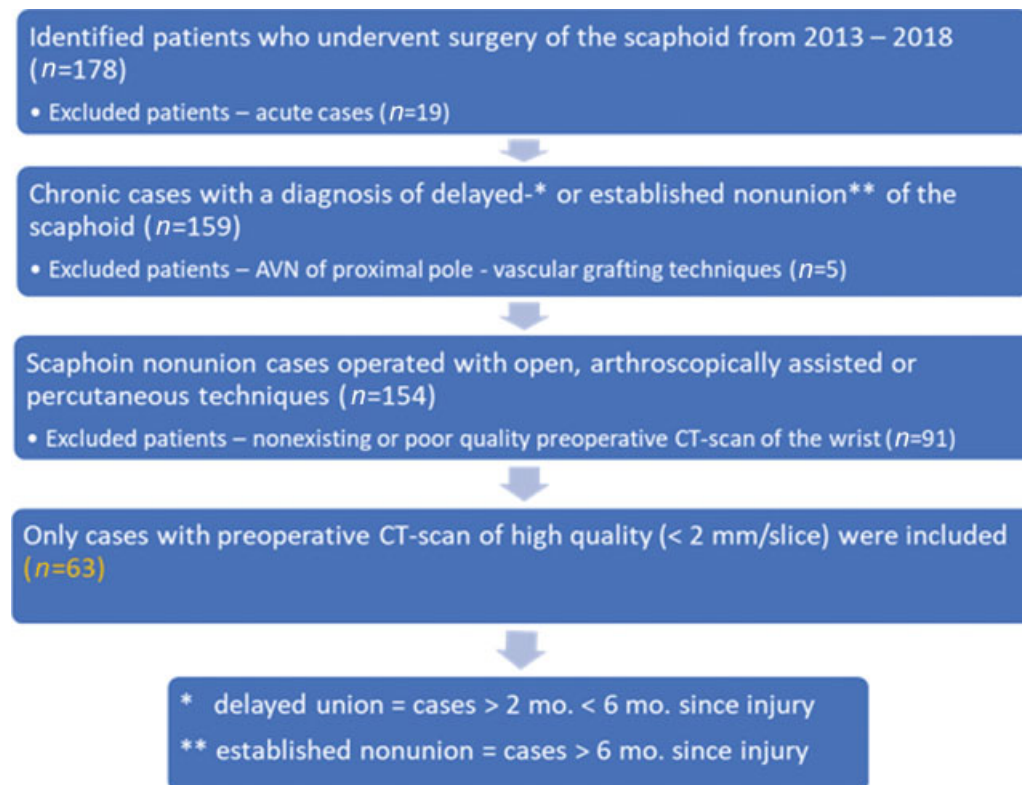 Identified patients who undervent surgery of the scaphoid from 2013 – 2018
(n=178)
• Excluded patients – acute cases (n=19)
Chronic cases with a diagnosis of delayed-* or established nonunion** of the
scaphoid (n=159)
• Excluded patients – AVN of proximal pole - vascular grafting techniques (n=5)
Scaphoin nonunion cases operated with open, arthroscopically assisted or
percutaneous techniques (n=154)
• Excluded patients – nonexisting or poor quality preoperative CT-scan of the wrist (n=91)
Only cases with preoperative CT-scan of high quality (< 2 mm/slice) were included
(n=63)
* delayed union = cases > 2 mo. < 6 mo. since injury
** established nonunion = cases > 6 mo. since injury